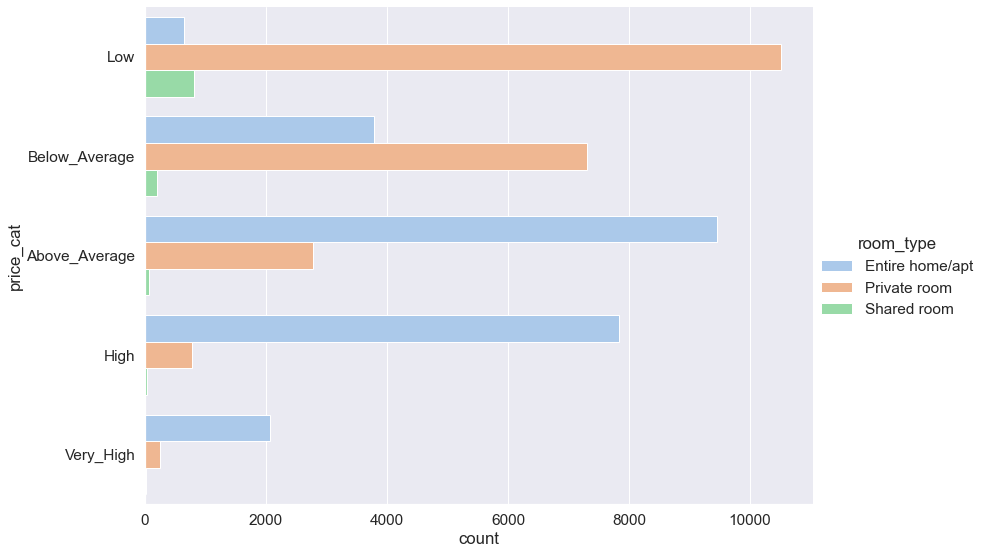 Low
Below_Average
Above_Average
High
Very_High
price_cat
0 2000 4000 6000 8000 10000
count
room_type
Entire home/apt
Private room
Shared room